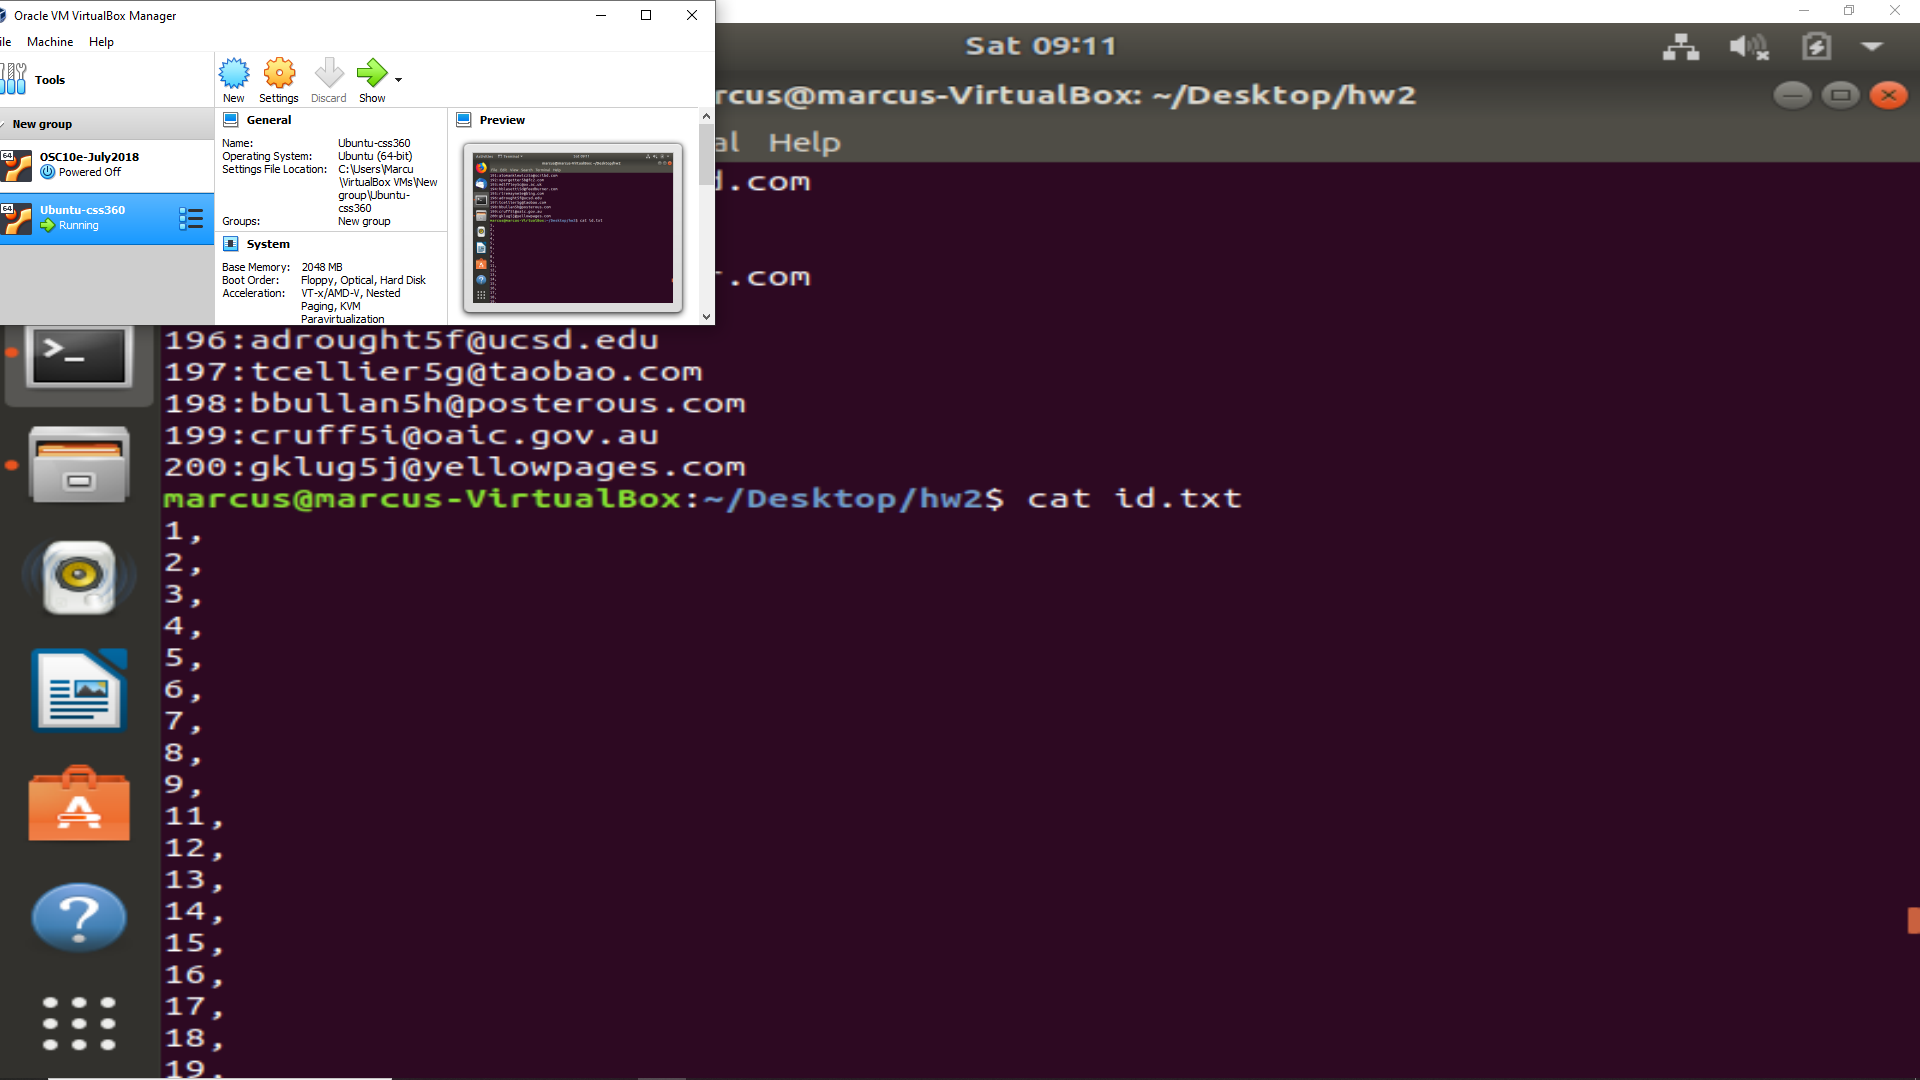 Oracle VM VirtualBox Manager
ile Machine Help
Tools
New Settings Discard Show
New group
64 OSC10e-July2018
Powered Off
64 Ubuntu-css360
Running
General
Name: Ubuntu-css360
Operating System: Ubuntu (64-bit)
Settings File Location: C:\Users\Marcu
\VirtualBox VMs\New
group\Ubuntu-
css360
Groups: New group
System
Base Memory: 2048 MB
Boot Order: Floppy, Optical, Hard Disk
Acceleration: VT-x/AMD-V, Nested
Paging, KVM
Paravirtualization
Preview
Sat 09:11
rcus@marcus-VirtualBox: ~/Desktop/hw2
al Help
d.com
r.com
196:adrought5f@ucsd.edu
197:tcellier5g@taobao.com
198:bbullan5h@posterous.com
199:cruff5i@oaic.gov.au
200:gklug5j@yellowpages.com
marcus@marcus-VirtualBox:~/Desktop/hw2$ cat id.txt
1,
2,
3,
4,
5,
6,
7,
8,
9,
11,
12,
13,
14,
15,
16,
17,
18,
19,